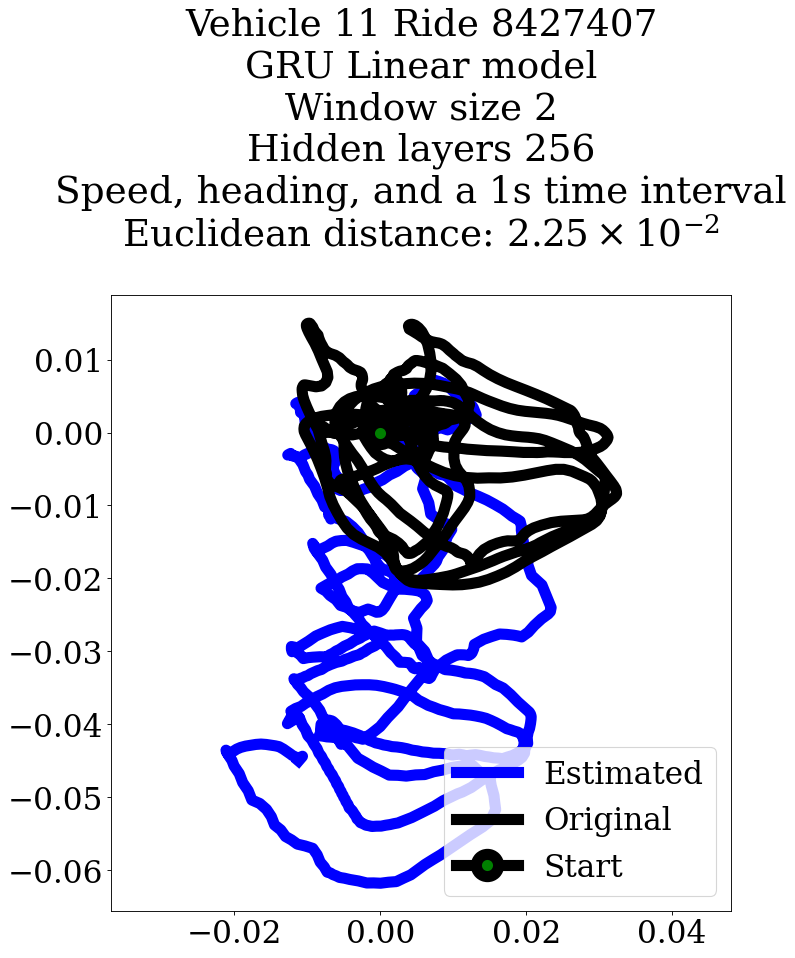 Vehicle 11 Ride 8427407
GRU Linear model
Window size 2
Hidden layers 256
Speed, heading, and a 1s time interval
Euclidean distance: 2.25 × 10⁻²
0.01
0.00
−0.01
−0.02
−0.03
−0.04
−0.05
−0.06
Estimated
Original
Start
−0.02 0.00 0.02 0.04